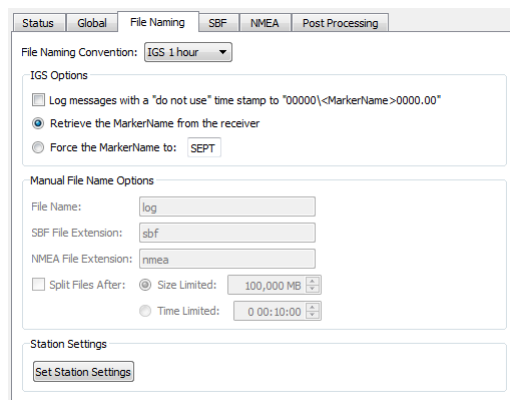 Status Global File Naming SBF NMEA Post Processing
File Naming Convention: IGS 1 hour
IGS Options
Log messages with a "do not use" time stamp to "00000\<MarkerName>0000.00"
Retrieve the MarkerName from the receiver
Force the MarkerName to: SEPT
Manual File Name Options
File Name: log
SBF File Extension: sbf
NMEA File Extension: nmea
Split Files After: Size Limited: 100,000 MB
Time Limited: 0 00:10:00
Station Settings
Set Station Settings